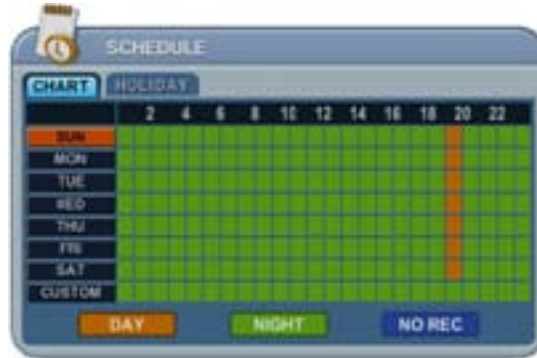 SCHEDULE
CHART HOLIDAY
2 4 6 8 10 12 14 16 18 20 22
SUN
MON
TUE
WED
THU
FRI
SAT
CUSTOM
DAY NIGHT NO REC